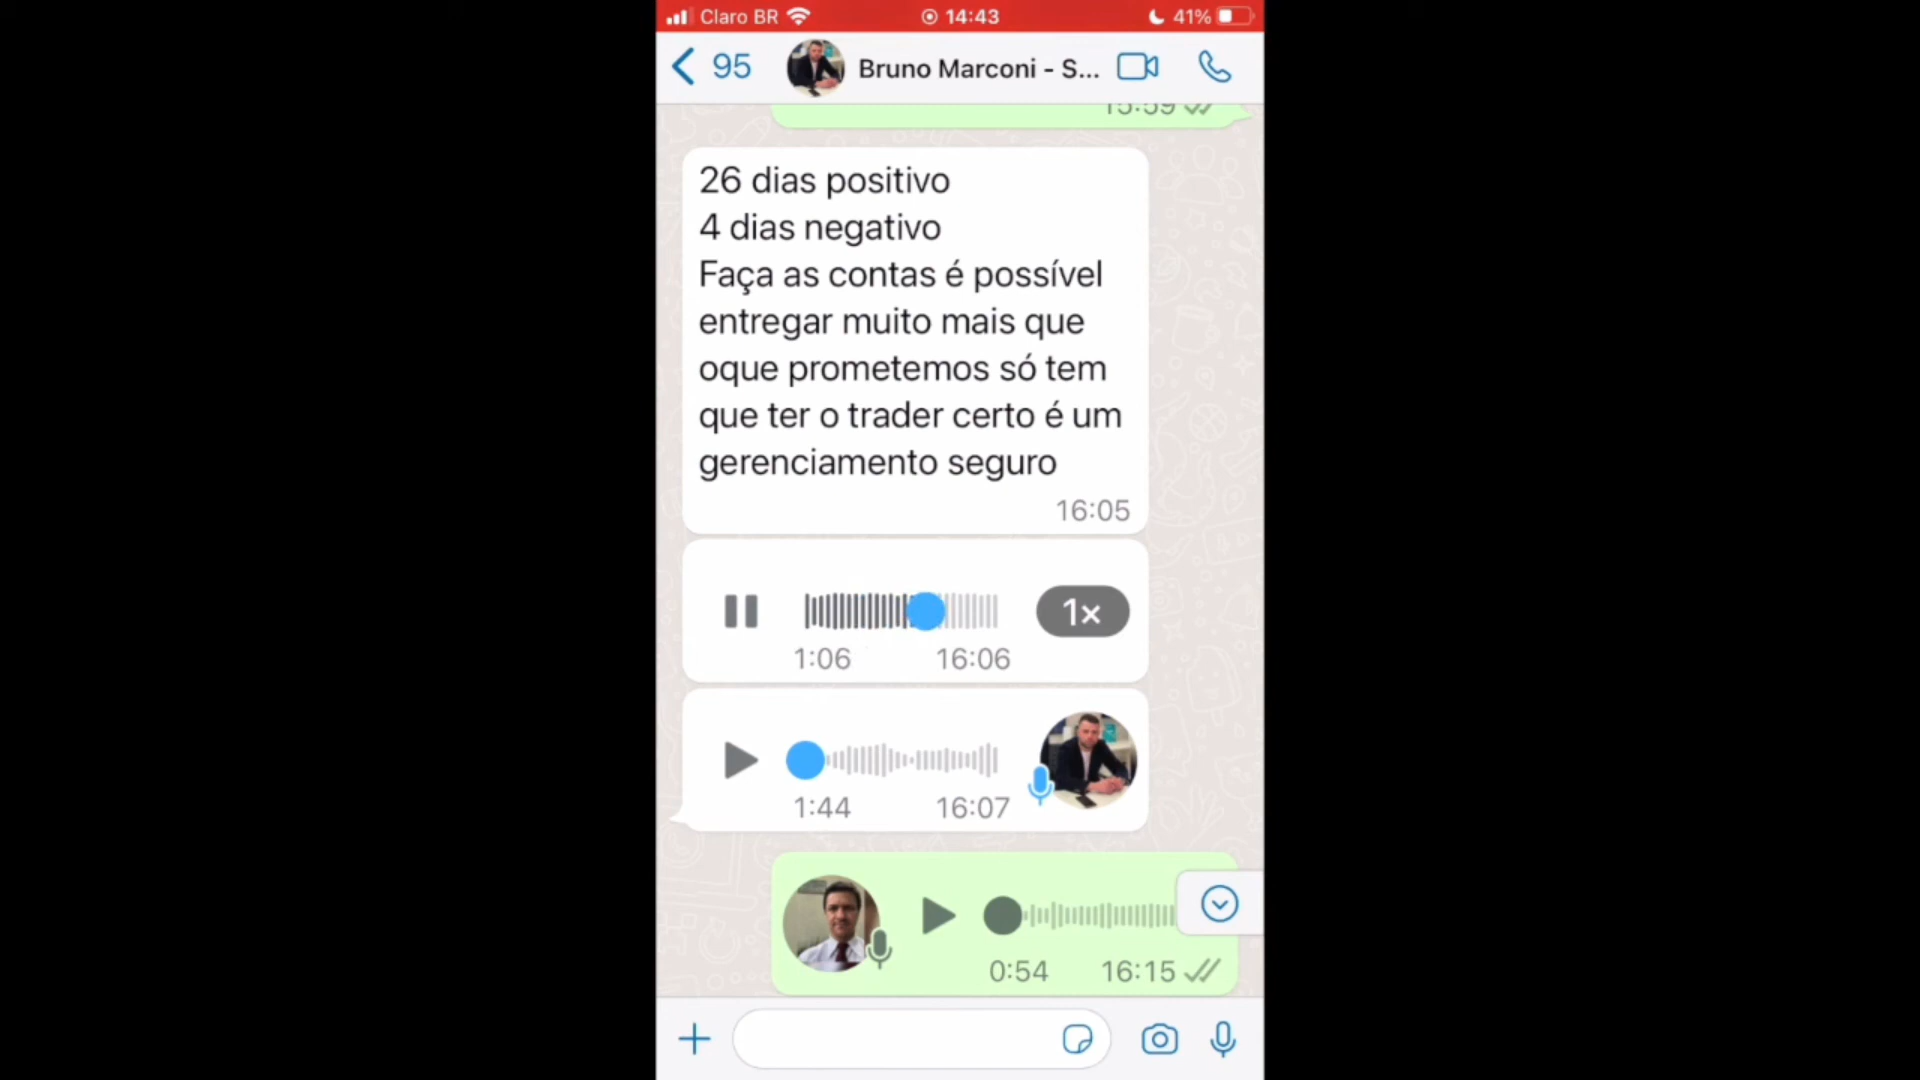 Claro BR 14:43 41%
95 Bruno Marconi - S...
15:59
26 dias positivo
4 dias negativo
Faça as contas é possível
entregar muito mais que
oque prometemos só tem
que ter o trader certo é um
gerenciamento seguro
16:05
1x
1:06 16:06
1:44 16:07
0:54 16:15